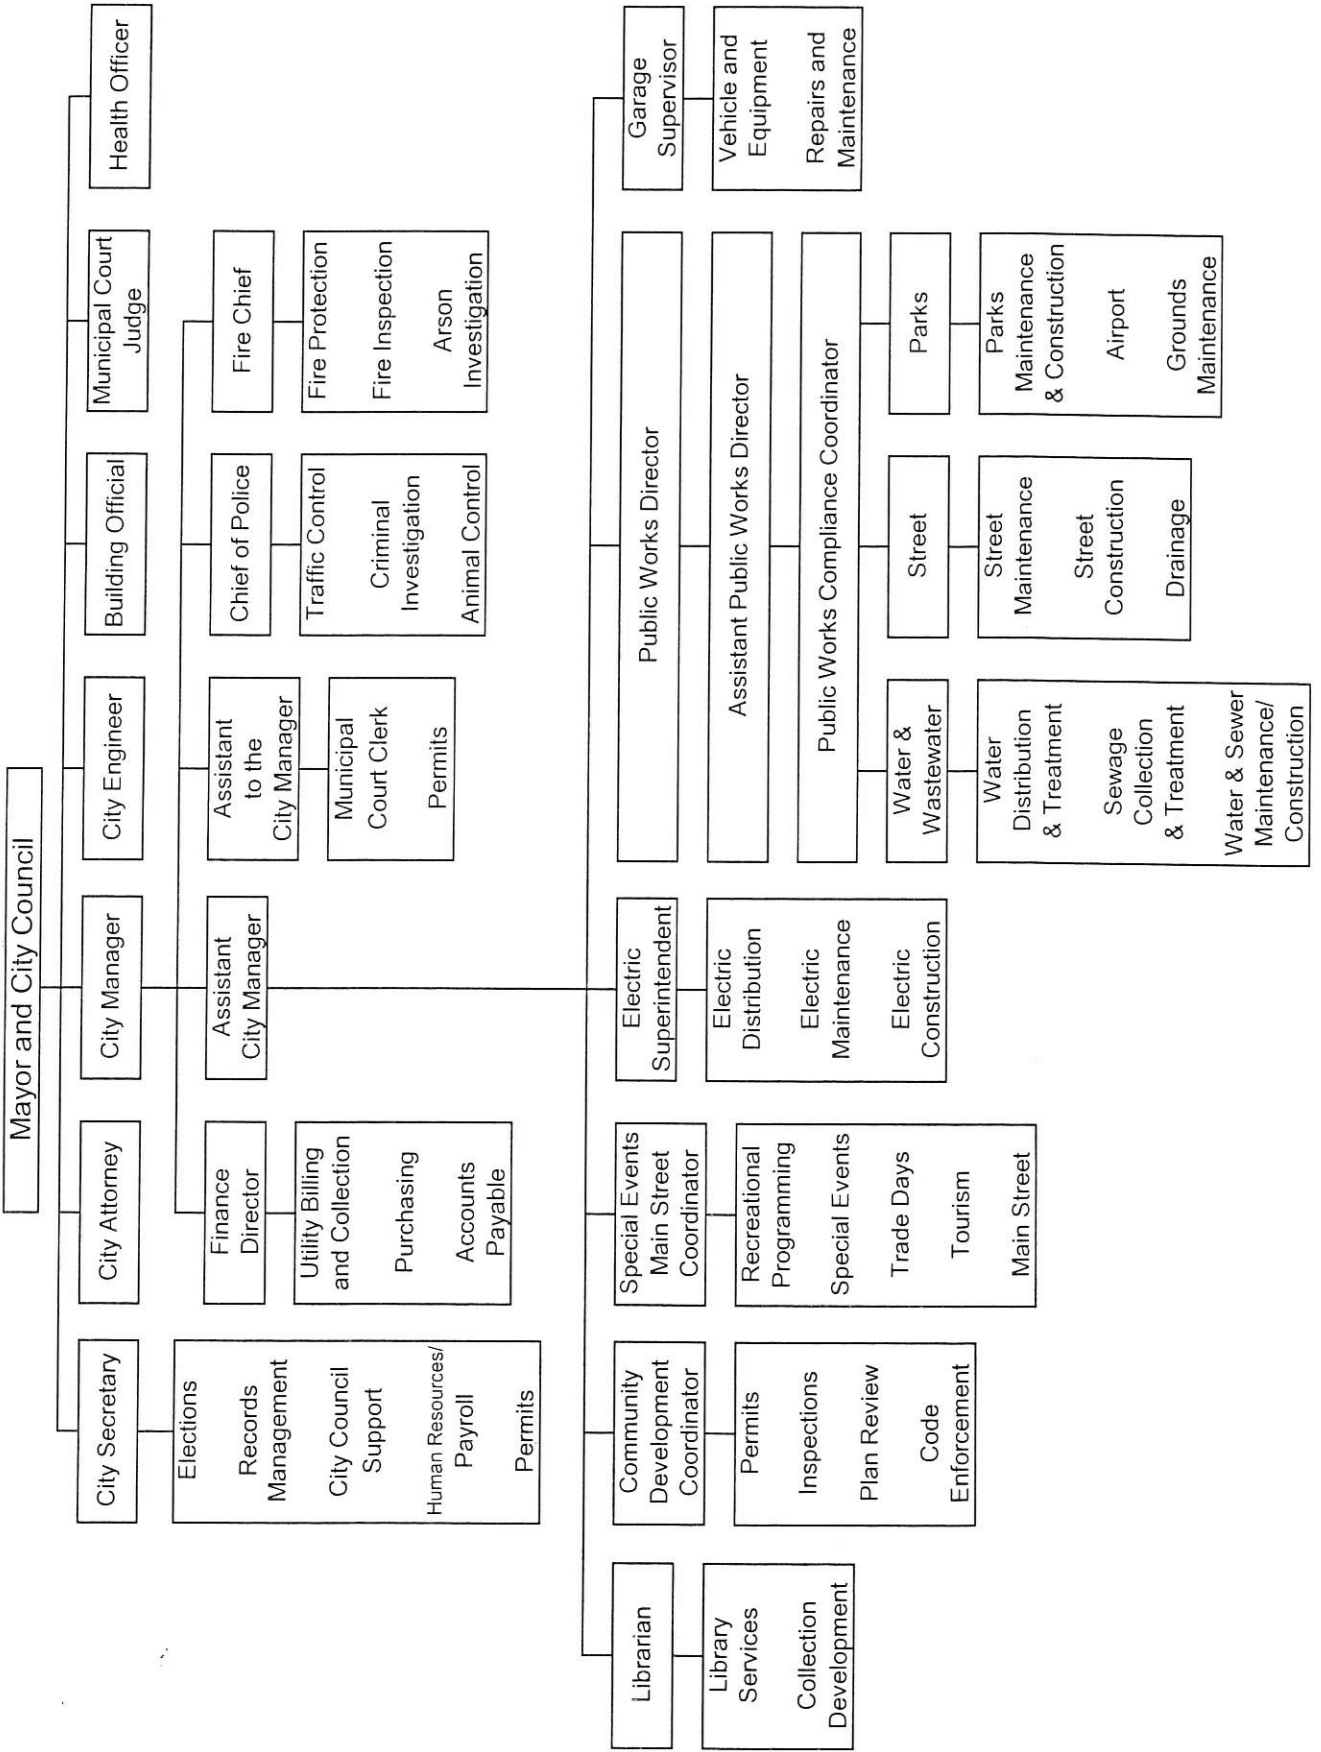 Mayor and City Council
City Secretary
City Attorney
City Manager
City Engineer
Building Official
Municipal Court
Judge
Health Officer
Elections
Records
Management
City Council
Support
Human Resources/
Payroll
Permits
Finance
Director
Utility Billing
and Collection
Purchasing
Accounts
Payable
Assistant
City Manager
Assistant
to the
City Manager
Municipal
Court Clerk
Permits
Chief of Police
Traffic Control
Criminal
Investigation
Animal Control
Fire Chief
Fire Protection
Fire Inspection
Arson
Investigation
Librarian
Library
Services
Collection
Development
Community
Development
Coordinator
Permits
Inspections
Plan Review
Code
Enforcement
Special Events
Main Street
Coordinator
Recreational
Programming
Special Events
Trade Days
Tourism
Main Street
Electric
Superintendent
Electric
Distribution
Electric
Maintenance
Electric
Construction
Public Works Director
Assistant Public Works Director
Public Works Compliance Coordinator
Water &
Wastewater
Water
Distribution
& Treatment
Sewage
Collection
& Treatment
Water & Sewer
Maintenance/
Construction
Street
Street
Maintenance
Street
Construction
Drainage
Parks
Parks
Maintenance
& Construction
Airport
Grounds
Maintenance
Garage
Supervisor
Vehicle and
Equipment
Repairs and
Maintenance